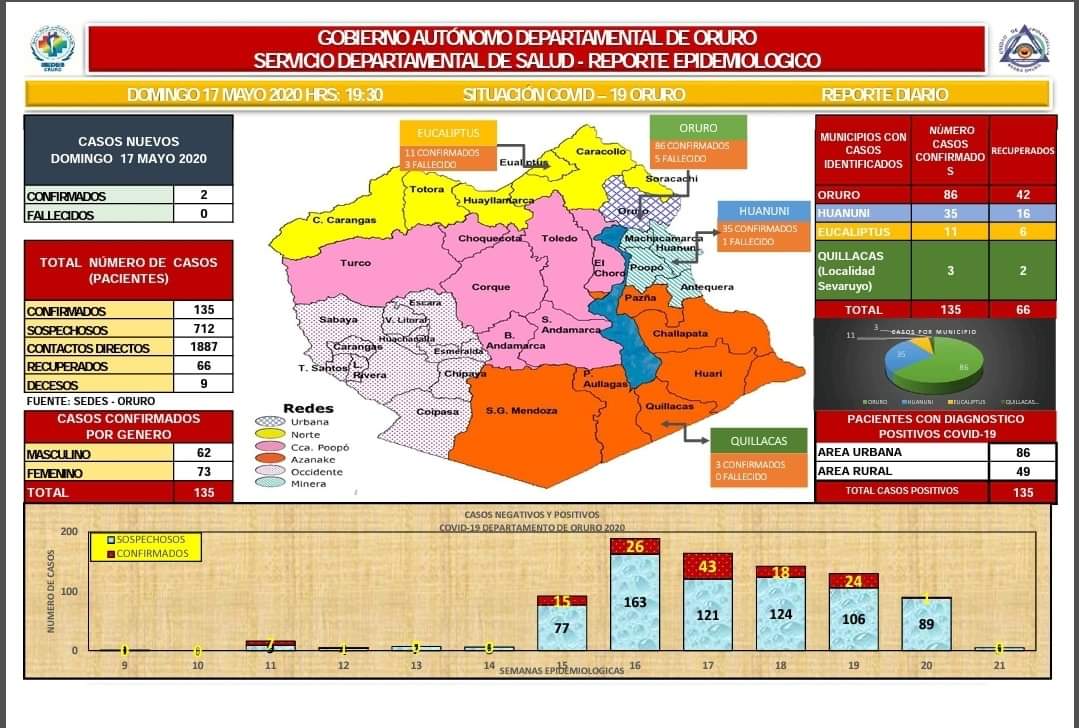 GOBIERNO AUTÓNOMO DEPARTAMENTAL DE ORURO
SERVICIO DEPARTAMENTAL DE SALUD - REPORTE EPIDEMIOLOGICO
DOMINGO 17 MAYO 2020 HRS: 19:30 SITUACIÓN COVID – 19 ORURO REPORTE DIARIO
CASOS NUEVOS
DOMINGO 17 MAYO 2020
CONFIRMADOS 2
FALLECIDOS 0
TOTAL NÚMERO DE CASOS
(PACIENTES)
CONFIRMADOS 135
SOSPECHOSOS 712
CONTACTOS DIRECTOS 1887
RECUPERADOS 66
DECESOS 9
FUENTE: SEDES - ORURO
CASOS CONFIRMADOS
POR GENERO
MASCULINO 62
FEMENINO 73
TOTAL 135
EUCALIPTUS
11 CONFIRMADOS
3 FALLECIDO
ORURO
86 CONFIRMADOS
5 FALLECIDOS
HUANUNI
35 CONFIRMADOS
1 FALLECIDO
QUILLACAS
3 CONFIRMADOS
0 FALLECIDO
Caracollo
Soracachi
Totora
Huayllamarca
C. Carangas
Oruro
Choquecota
Toledo
Machacamarca
Huanuni
Turco
El
Choro
Poopó
Corque
Antequera
Pazña
Escara
Sabaya
V. Litoral
S.
Andamarca
Challapata
Huachacalla
Carangas
B.
Andamarca
Esmeralda
T. Santos
L.
Rivera
Chipaya
P.
Aullagas
Huari
Coipasa
S.G. Mendoza
Quillacas
Redes
Urbana
Norte
Cca. Poopó
Azanake
Occidente
Minera
MUNICIPIOS CON
CASOS
IDENTIFICADOS
NÚMERO
CASOS
CONFIRMADO
S
RECUPERADOS
ORURO 86 42
HUANUNI 35 16
EUCALIPTUS 11 6
QUILLACAS
(Localidad
Sevaruyo)
3 2
TOTAL 135 66
CASOS POR MUNICIPIO
3
11
35
86
ORURO HUANUNI EUCALIPTUS QUILLACAS...
PACIENTES CON DIAGNOSTICO
POSITIVOS COVID-19
AREA URBANA 86
AREA RURAL 49
TOTAL CASOS POSITIVOS 135
CASOS NEGATIVOS Y POSITIVOS
COVID-19 DEPARTAMENTO DE ORURO 2020
SOSPECHOSOS
CONFIRMADOS
NUMERO DE CASOS
200
100
0
7
15
26
43
18
24
1
77
163
121
124
106
89
9 10 11 12 13 14 15 16 17 18 19 20 21
SEMANAS EPIDEMIOLOGICAS